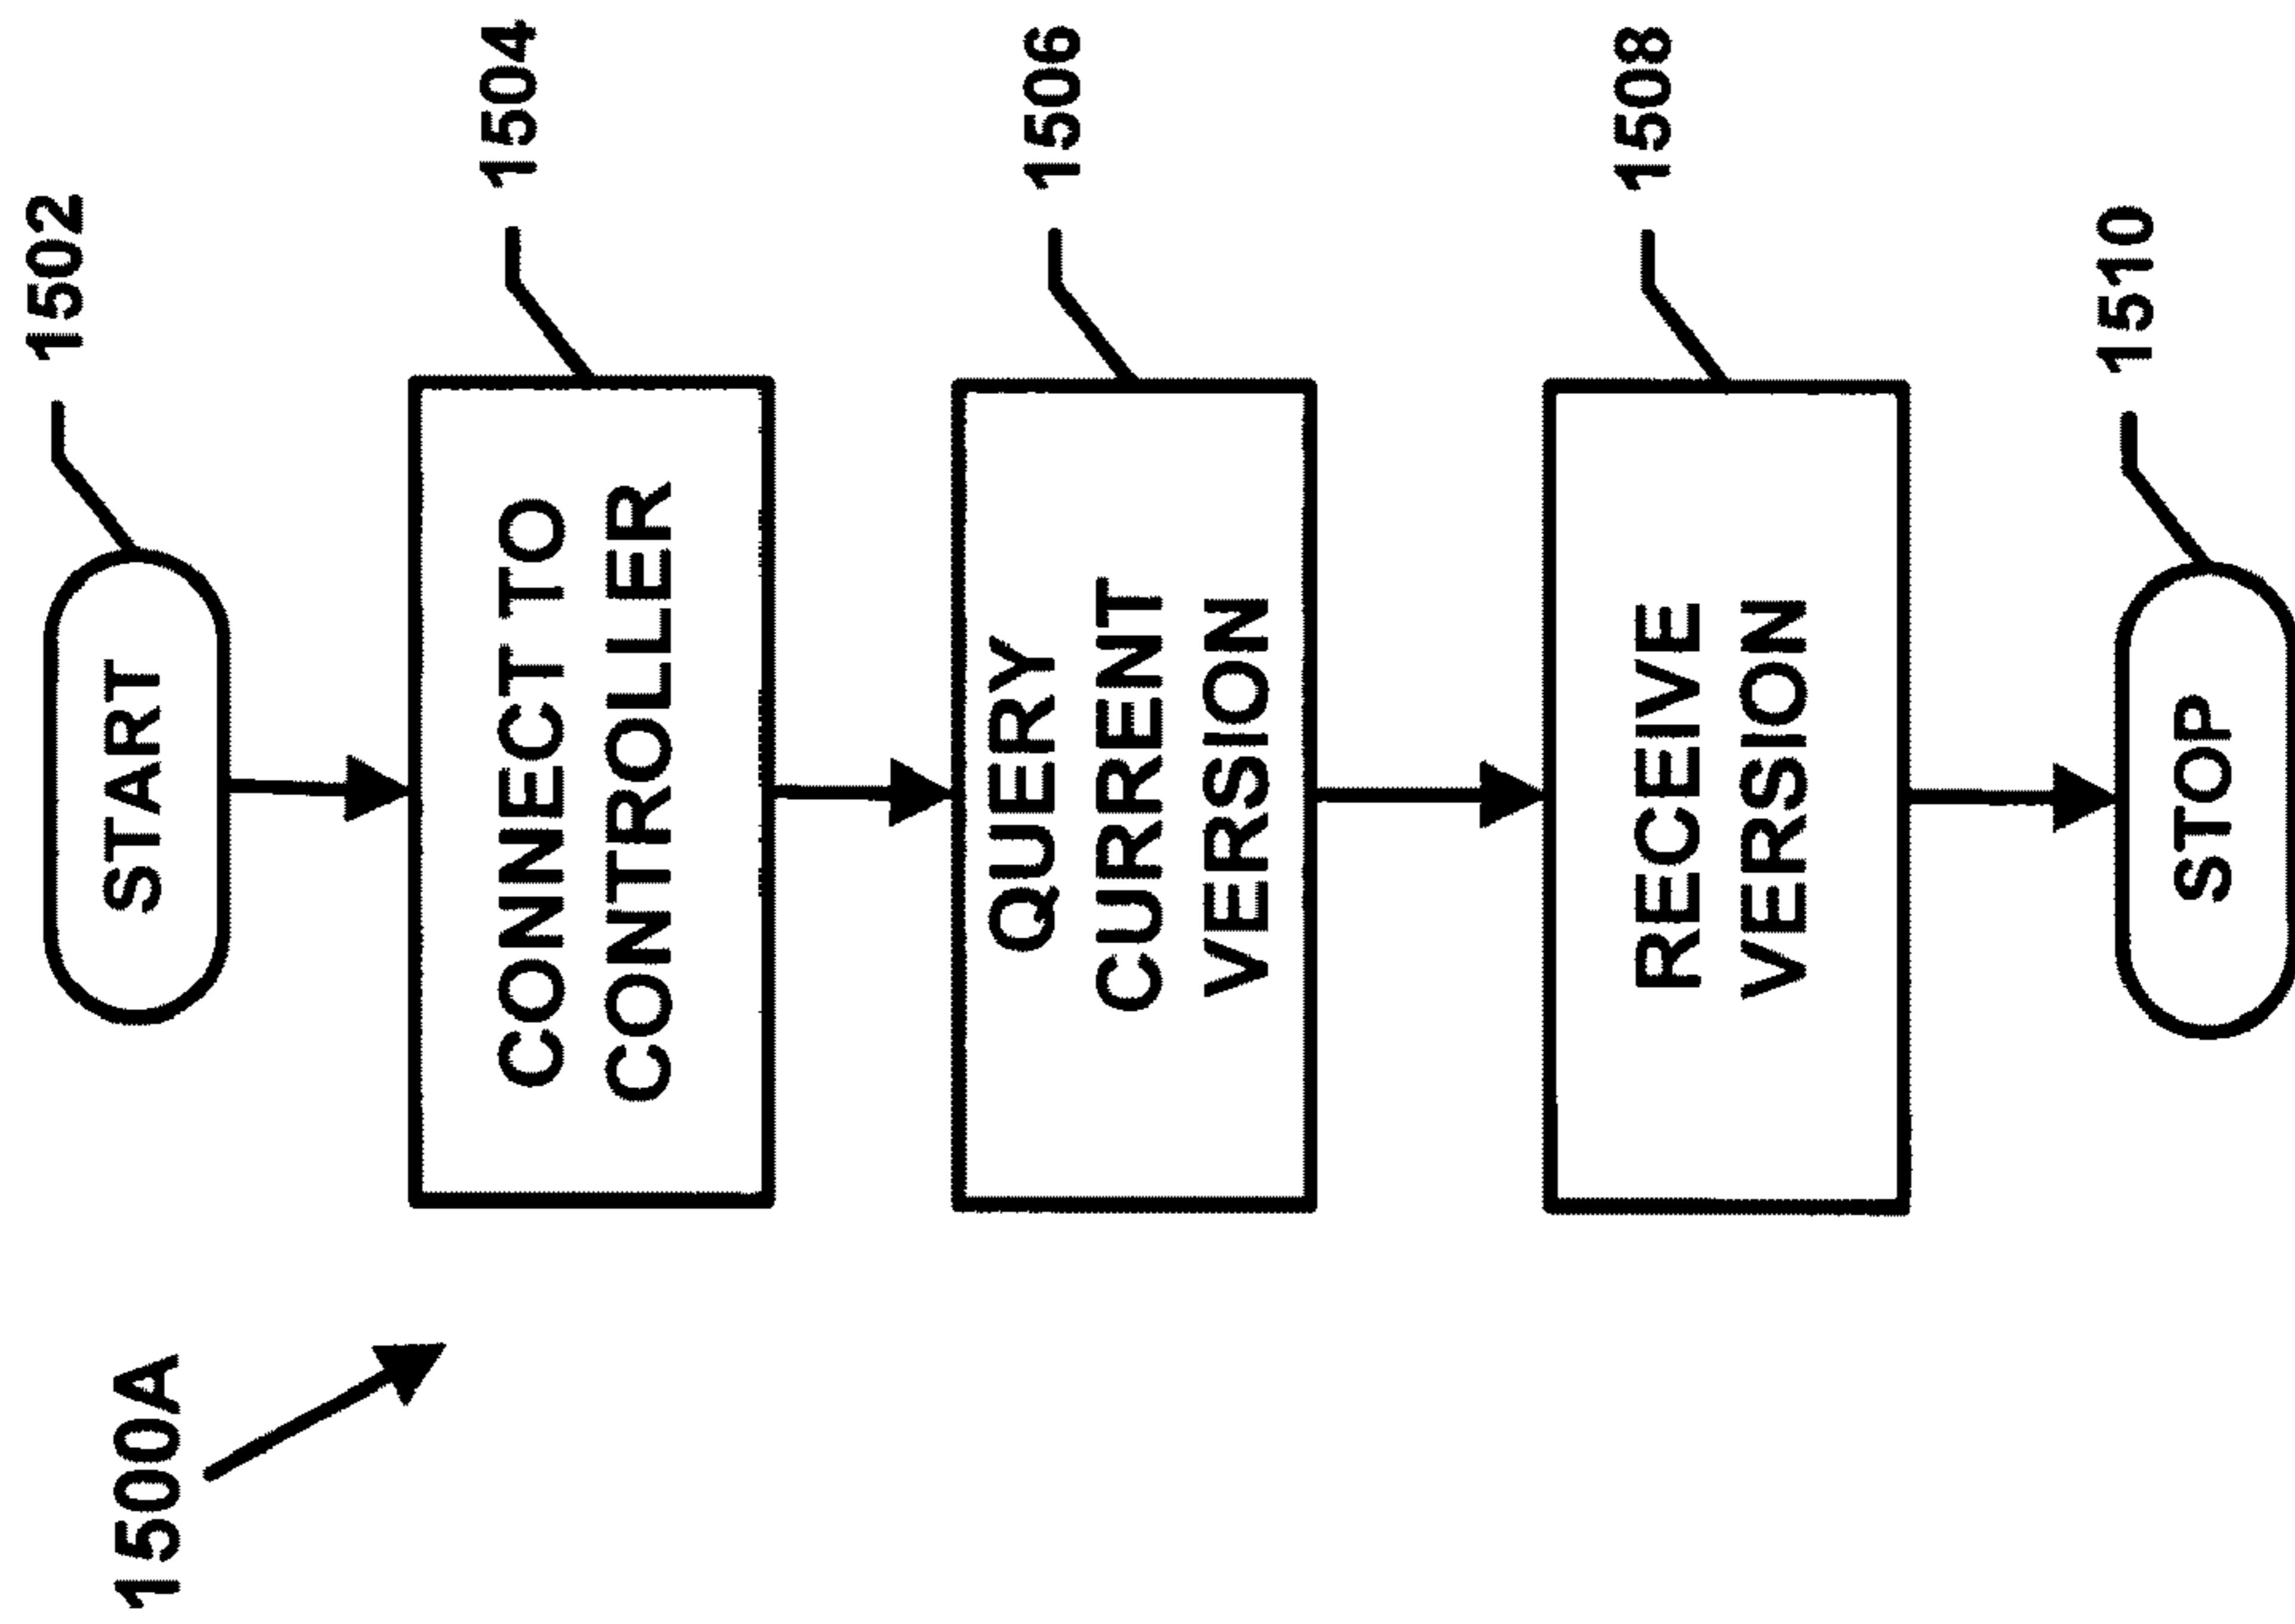 1500A
START
1502
CONNECT TO
CONTROLLER
1504
QUERY
CURRENT
VERSION
1506
RECEIVE
VERSION
1508
STOP
1510